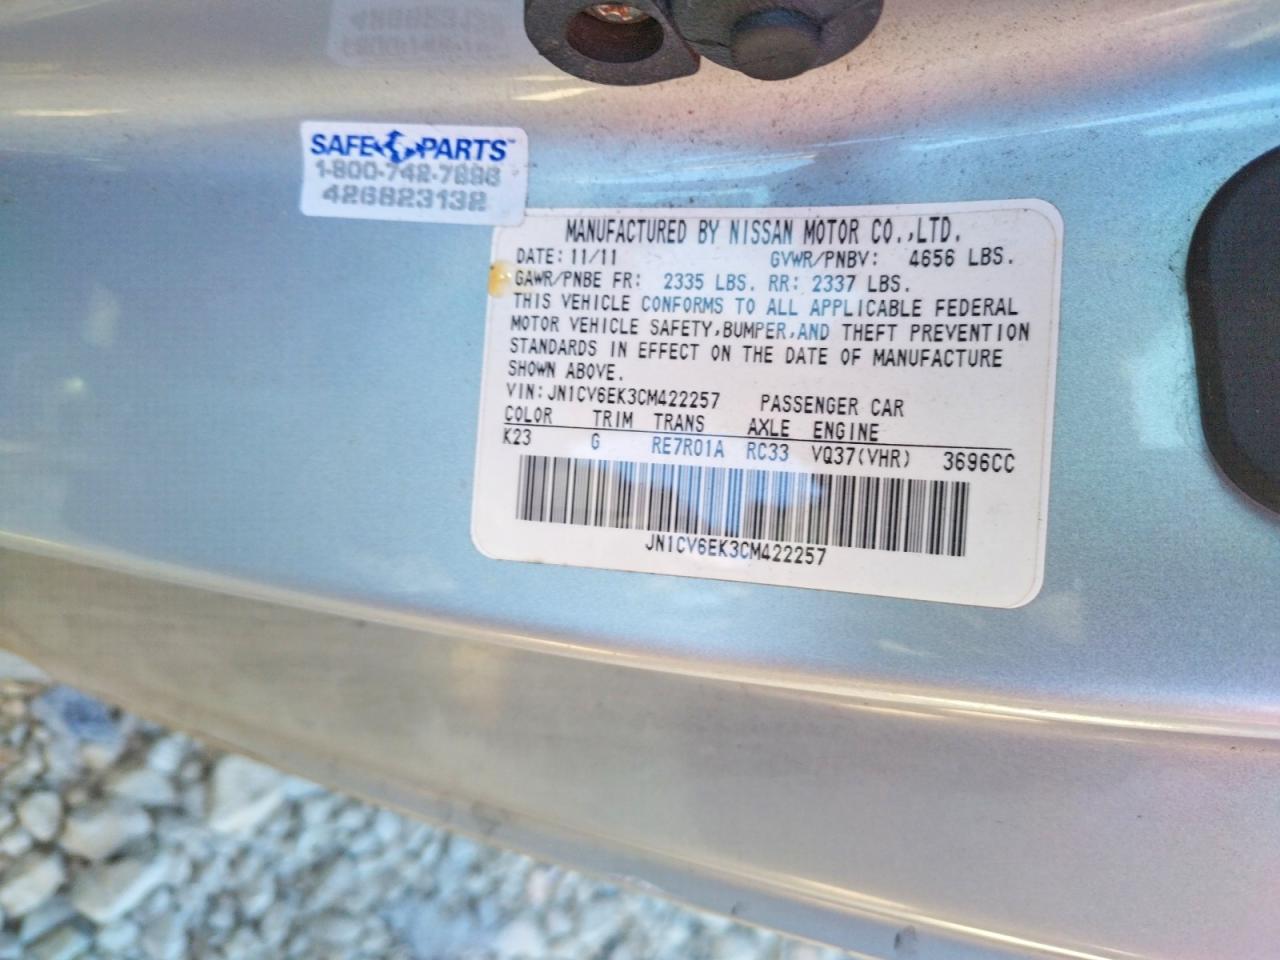 SAFE PARTS™
1-800-742-7896
426823132
MANUFACTURED BY NISSAN MOTOR CO.,LTD.
DATE: 11/11 GVWR/PNBV: 4656 LBS.
GAWR/PNBE FR: 2335 LBS. RR: 2337 LBS.
THIS VEHICLE CONFORMS TO ALL APPLICABLE FEDERAL
MOTOR VEHICLE SAFETY,BUMPER,AND THEFT PREVENTION
STANDARDS IN EFFECT ON THE DATE OF MANUFACTURE
SHOWN ABOVE.
VIN:JN1CV6EK3CM422257 PASSENGER CAR
COLOR TRIM TRANS AXLE ENGINE
K23 G RE7R01A RC33 VQ37(VHR) 3696CC
JN1CV6EK3CM422257